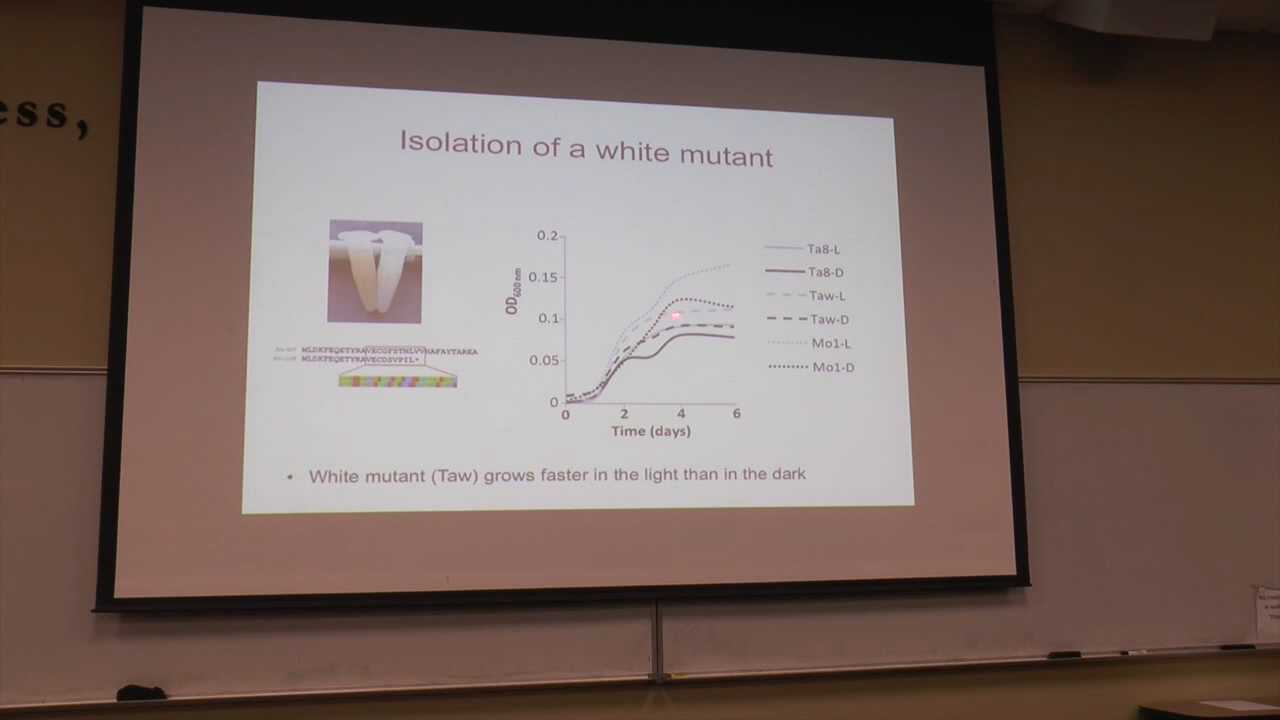 ess,
Isolation of a white mutant
MLDKFEQETYRAVECGFSTNLVVNAFAYTAREA
MLDKFEQETYRAVECDSVPIL*
OD600 nm
0.2
0.15
0.1
0.05
0
0 2 4 6
Time (days)
Ta8-L
Ta8-D
Taw-L
Taw-D
Mo1-L
Mo1-D
• White mutant (Taw) grows faster in the light than in the dark